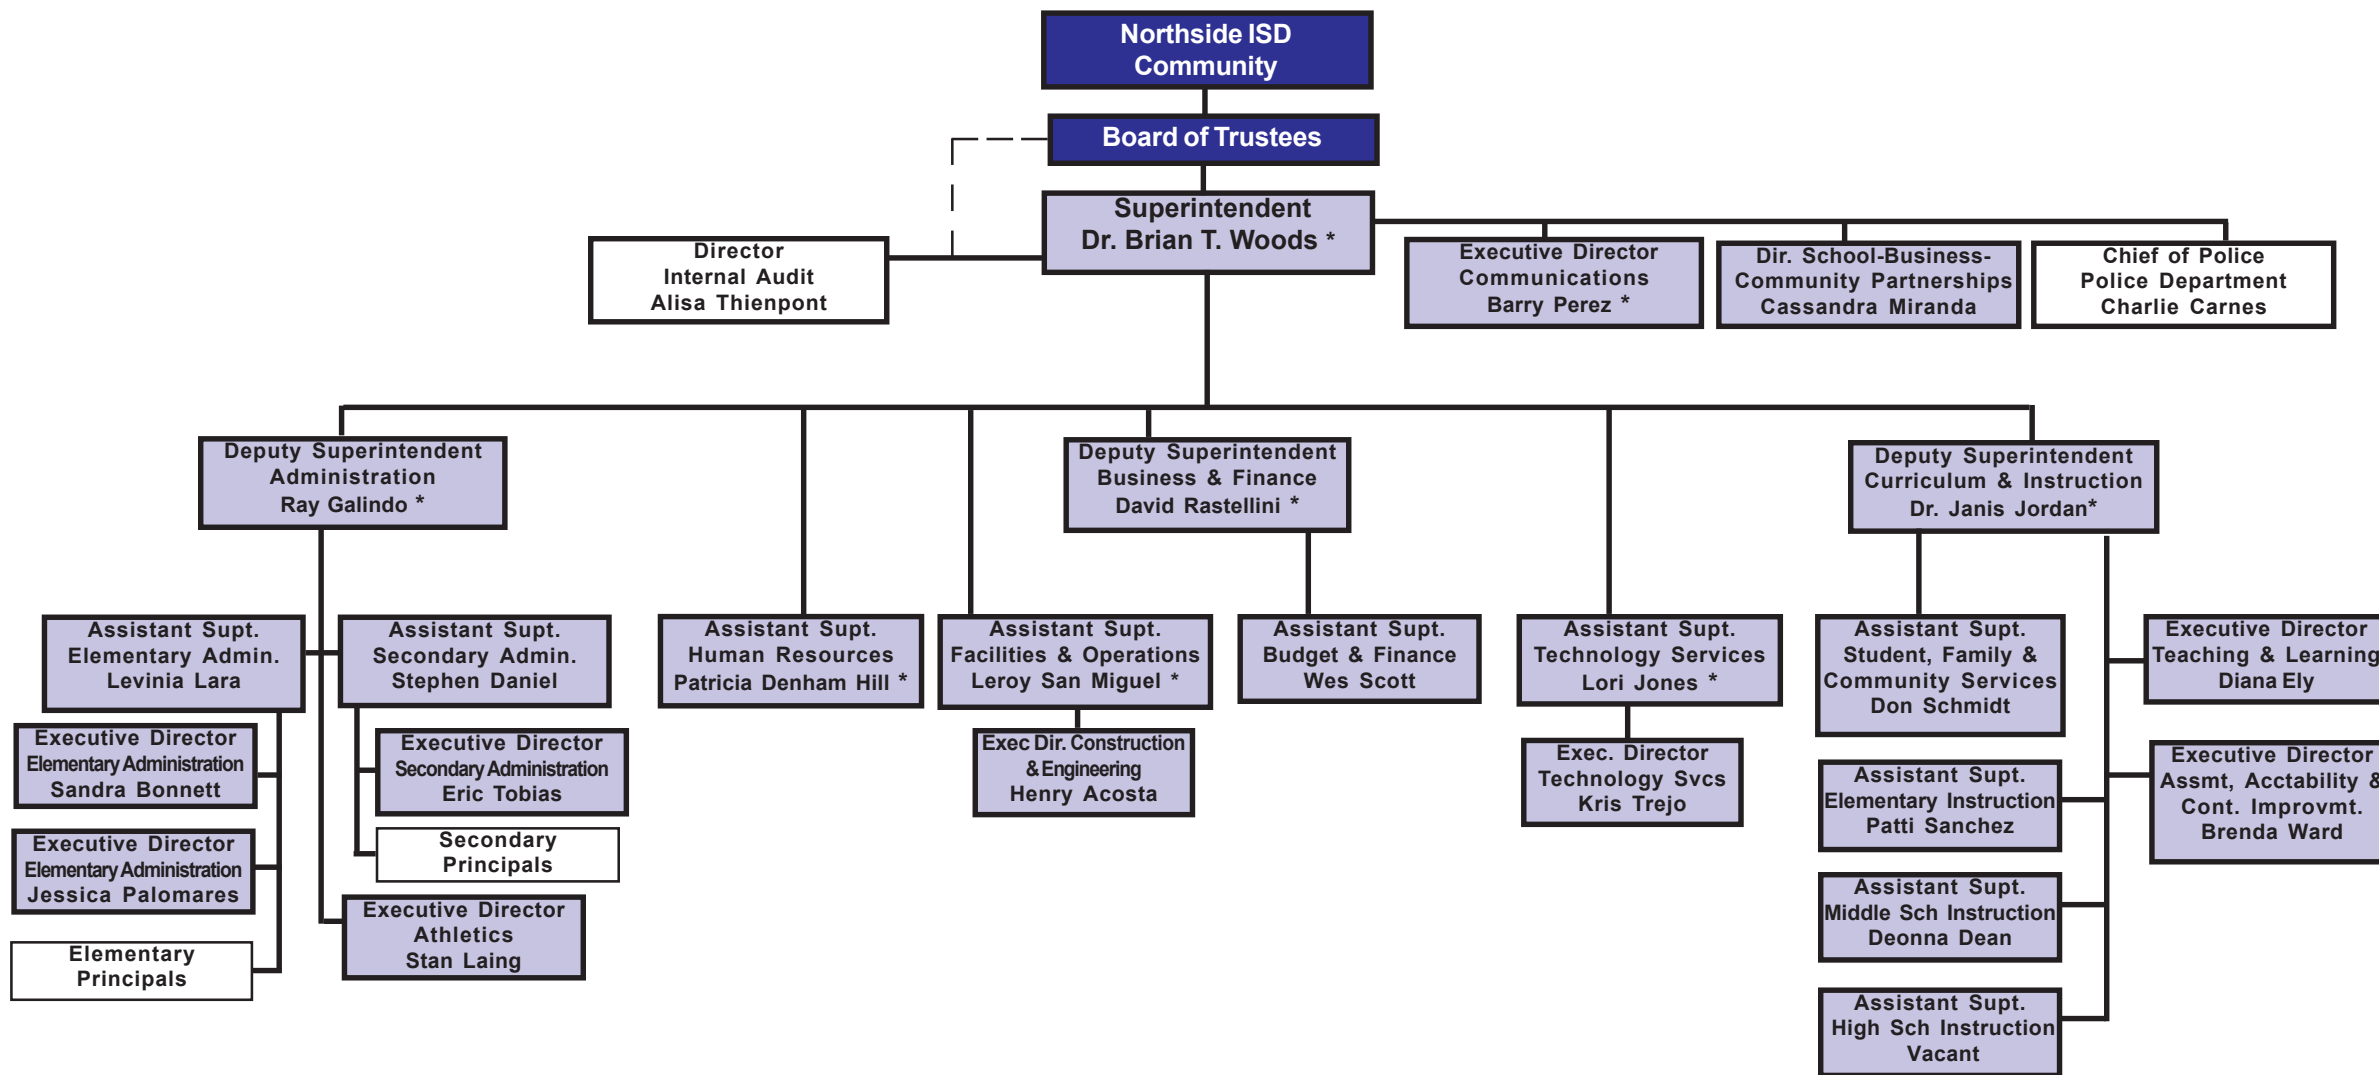 Northside ISD
Community
Board of Trustees
Superintendent
Dr. Brian T. Woods *
Director
Internal Audit
Alisa Thienpont
Executive Director
Communications
Barry Perez *
Dir. School-Business-
Community Partnerships
Cassandra Miranda
Chief of Police
Police Department
Charlie Carnes
Deputy Superintendent
Administration
Ray Galindo *
Deputy Superintendent
Business & Finance
David Rastellini *
Deputy Superintendent
Curriculum & Instruction
Dr. Janis Jordan*
Assistant Supt.
Elementary Admin.
Levinia Lara
Assistant Supt.
Secondary Admin.
Stephen Daniel
Assistant Supt.
Human Resources
Patricia Denham Hill *
Assistant Supt.
Facilities & Operations
Leroy San Miguel *
Assistant Supt.
Budget & Finance
Wes Scott
Assistant Supt.
Technology Services
Lori Jones *
Assistant Supt.
Student, Family &
Community Services
Don Schmidt
Executive Director
Teaching & Learning
Diana Ely
Executive Director
Elementary Administration
Sandra Bonnett
Executive Director
Secondary Administration
Eric Tobias
Exec Dir. Construction
& Engineering
Henry Acosta
Exec. Director
Technology Svcs
Kris Trejo
Assistant Supt.
Elementary Instruction
Patti Sanchez
Executive Director
Assmt, Acctability &
Cont. Improvmt.
Brenda Ward
Executive Director
Elementary Administration
Jessica Palomares
Secondary
Principals
Assistant Supt.
Middle Sch Instruction
Deonna Dean
Elementary
Principals
Executive Director
Athletics
Stan Laing
Assistant Supt.
High Sch Instruction
Vacant